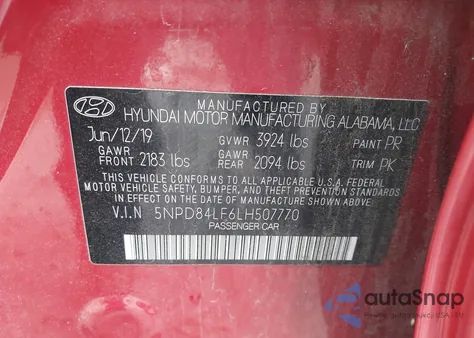 MANUFACTURED BY
HYUNDAI MOTOR MANUFACTURING ALABAMA, LLC
Jun/12/19 GVWR 3924 lbs PAINT PR
GAWR FRONT 2183 lbs GAWR REAR 2094 lbs TRIM PK
THIS VEHICLE CONFORMS TO ALL APPLICABLE U.S. FEDERAL
MOTOR VEHICLE SAFETY, BUMPER, AND THEFT PREVENTION STANDARDS
IN EFFECT ON THE DATE OF MANUFACTURE SHOWN ABOVE.
V.I.N 5NPD84LF6LH507770
PASSENGER CAR
autaSnap